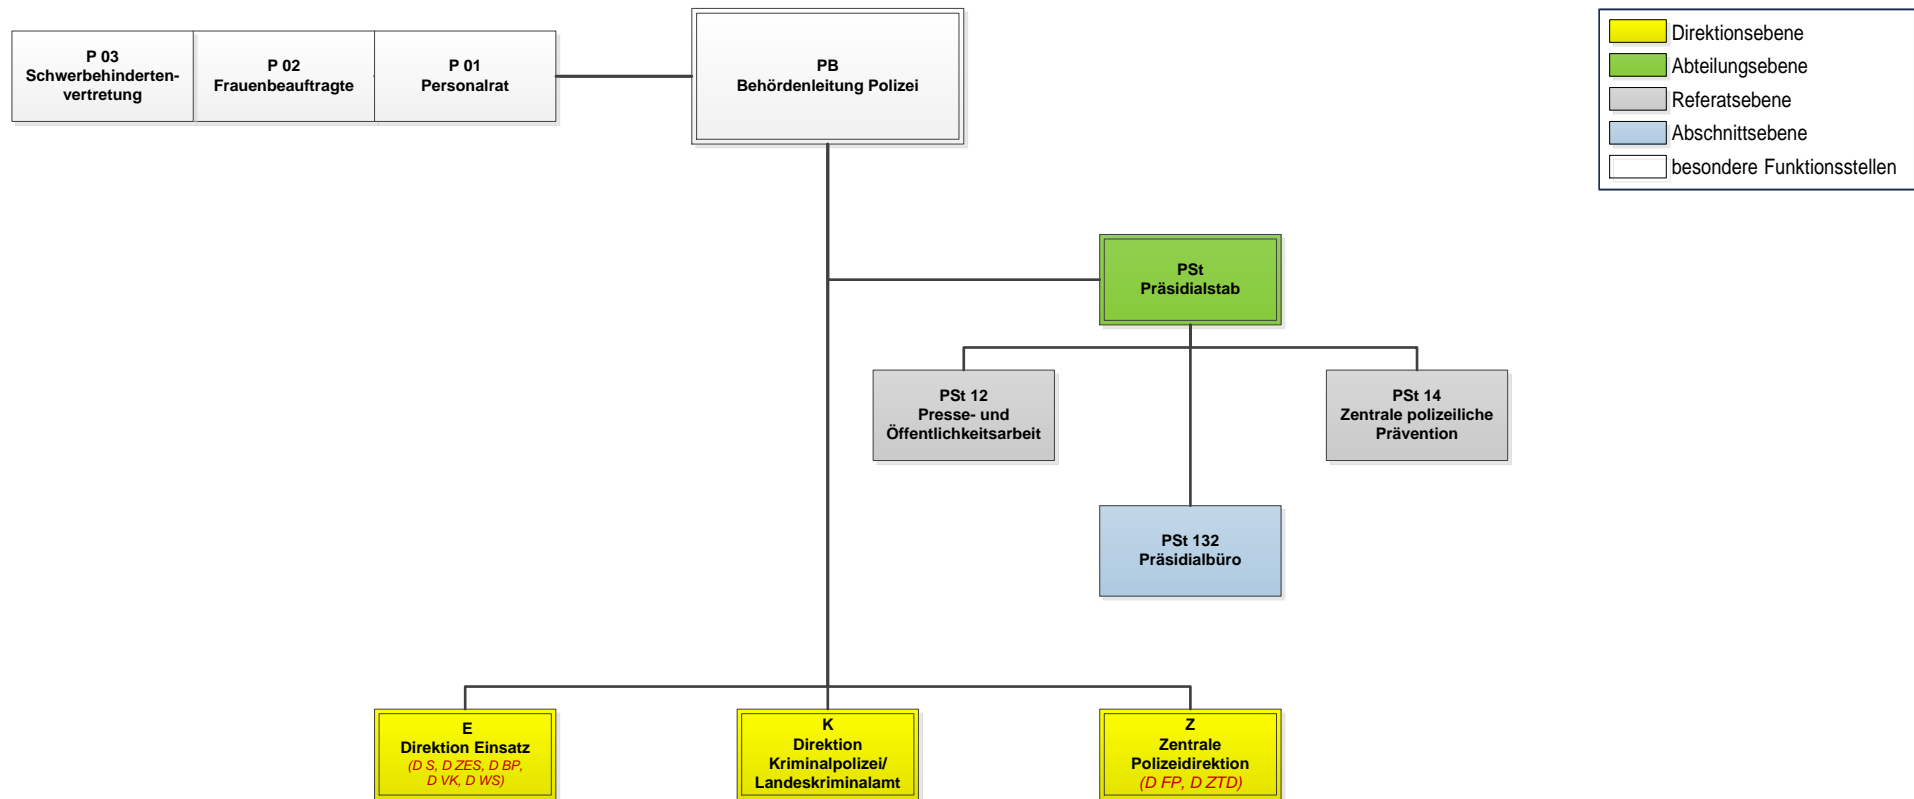 P 03
Schwerbehinderten-
vertretung
P 02
Frauenbeauftragte
P 01
Personalrat
PB
Behördenleitung Polizei
Direktionsebene
Abteilungsebene
Referatsebene
Abschnittsebene
besondere Funktionsstellen
PSt
Präsidialstab
PSt 12
Presse- und
Öffentlichkeitsarbeit
PSt 14
Zentrale polizeiliche
Prävention
PSt 132
Präsidialbüro
E
Direktion Einsatz
(D S, D ZES, D BP,
D VK, D WS)
K
Direktion
Kriminalpolizei/
Landeskriminalamt
Z
Zentrale
Polizeidirektion
(D FP, D ZTD)